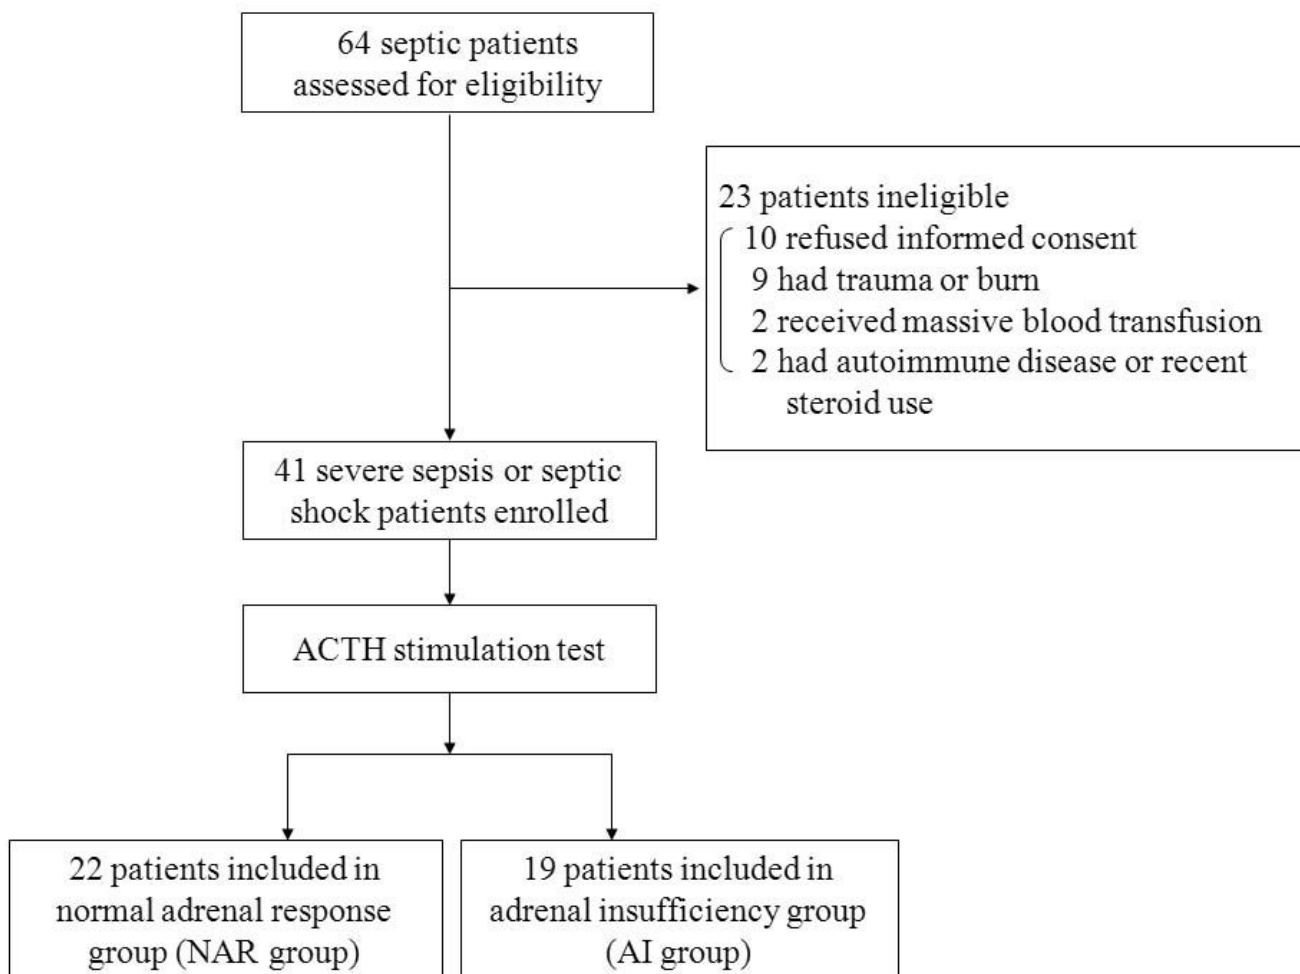 64 septic patients
assessed for eligibility
23 patients ineligible
10 refused informed consent
9 had trauma or burn
2 received massive blood transfusion
2 had autoimmune disease or recent
steroid use
41 severe sepsis or septic
shock patients enrolled
ACTH stimulation test
22 patients included in
normal adrenal response
group (NAR group)
19 patients included in
adrenal insufficiency group
(AI group)